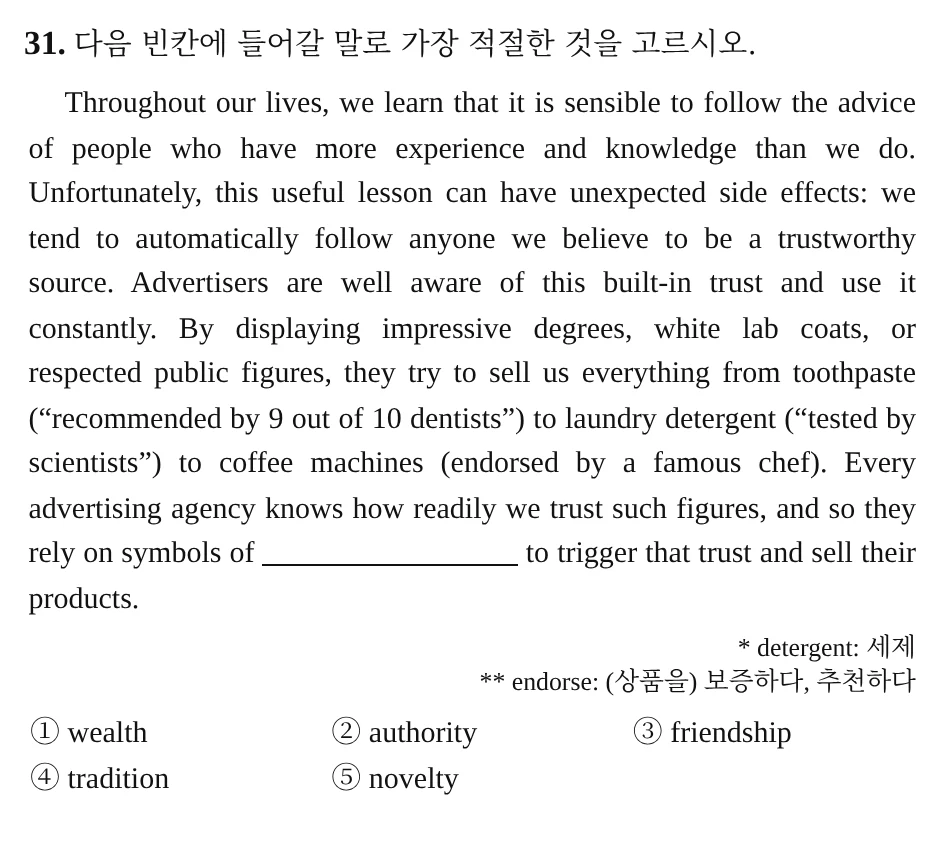 31. 다음 빈칸에 들어갈 말로 가장 적절한 것을 고르시오.
Throughout our lives, we learn that it is sensible to follow the advice
of people who have more experience and knowledge than we do.
Unfortunately, this useful lesson can have unexpected side effects: we
tend to automatically follow anyone we believe to be a trustworthy
source. Advertisers are well aware of this built-in trust and use it
constantly. By displaying impressive degrees, white lab coats, or
respected public figures, they try to sell us everything from toothpaste
(“recommended by 9 out of 10 dentists”) to laundry detergent (“tested by
scientists”) to coffee machines (endorsed by a famous chef). Every
advertising agency knows how readily we trust such figures, and so they
rely on symbols of ________________ to trigger that trust and sell their
products.
* detergent: 세제
** endorse: (상품을) 보증하다, 추천하다
① wealth ② authority ③ friendship
④ tradition ⑤ novelty